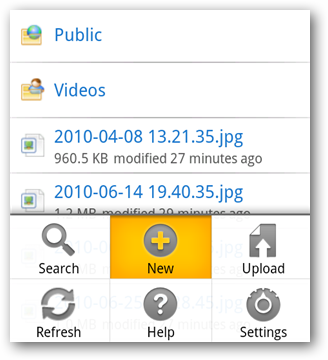 Public
Videos
2010-04-08 13.21.35.jpg
960.5 KB modified 27 minutes ago
2010-06-14 19.40.35.jpg
1.2 MB modified 20 minutes ago
Search New Upload
Refresh Help Settings